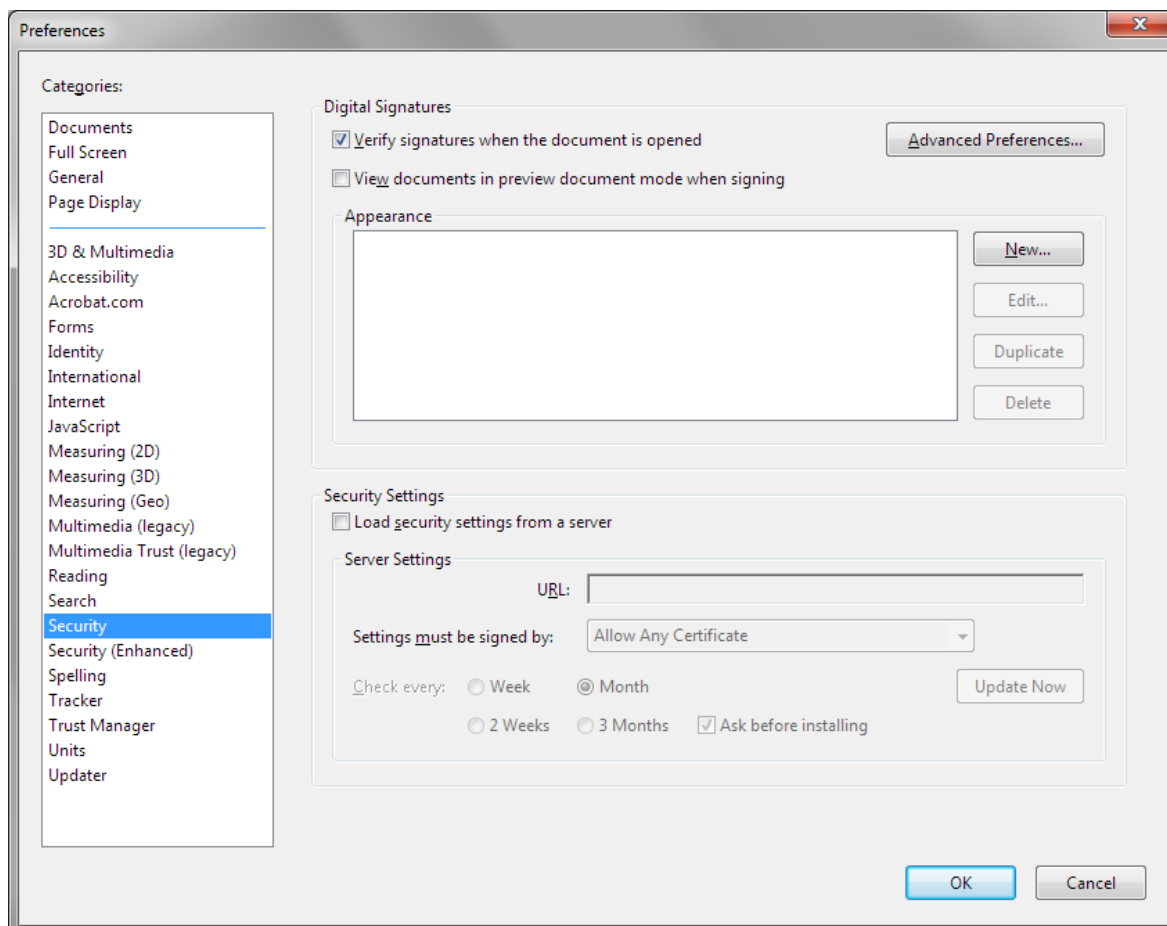 Preferences
Categories:
Documents
Full Screen
General
Page Display
3D & Multimedia
Accessibility
Acrobat.com
Forms
Identity
International
Internet
JavaScript
Measuring (2D)
Measuring (3D)
Measuring (Geo)
Multimedia (legacy)
Multimedia Trust (legacy)
Reading
Search
Security
Security (Enhanced)
Spelling
Tracker
Trust Manager
Units
Updater
Digital Signatures
Verify signatures when the document is opened
Advanced Preferences...
View documents in preview document mode when signing
Appearance
New...
Edit...
Duplicate
Delete
Security Settings
Load security settings from a server
Server Settings
URL:
Settings must be signed by: Allow Any Certificate
Check every: Week Month Update Now
2 Weeks 3 Months Ask before installing
OK Cancel